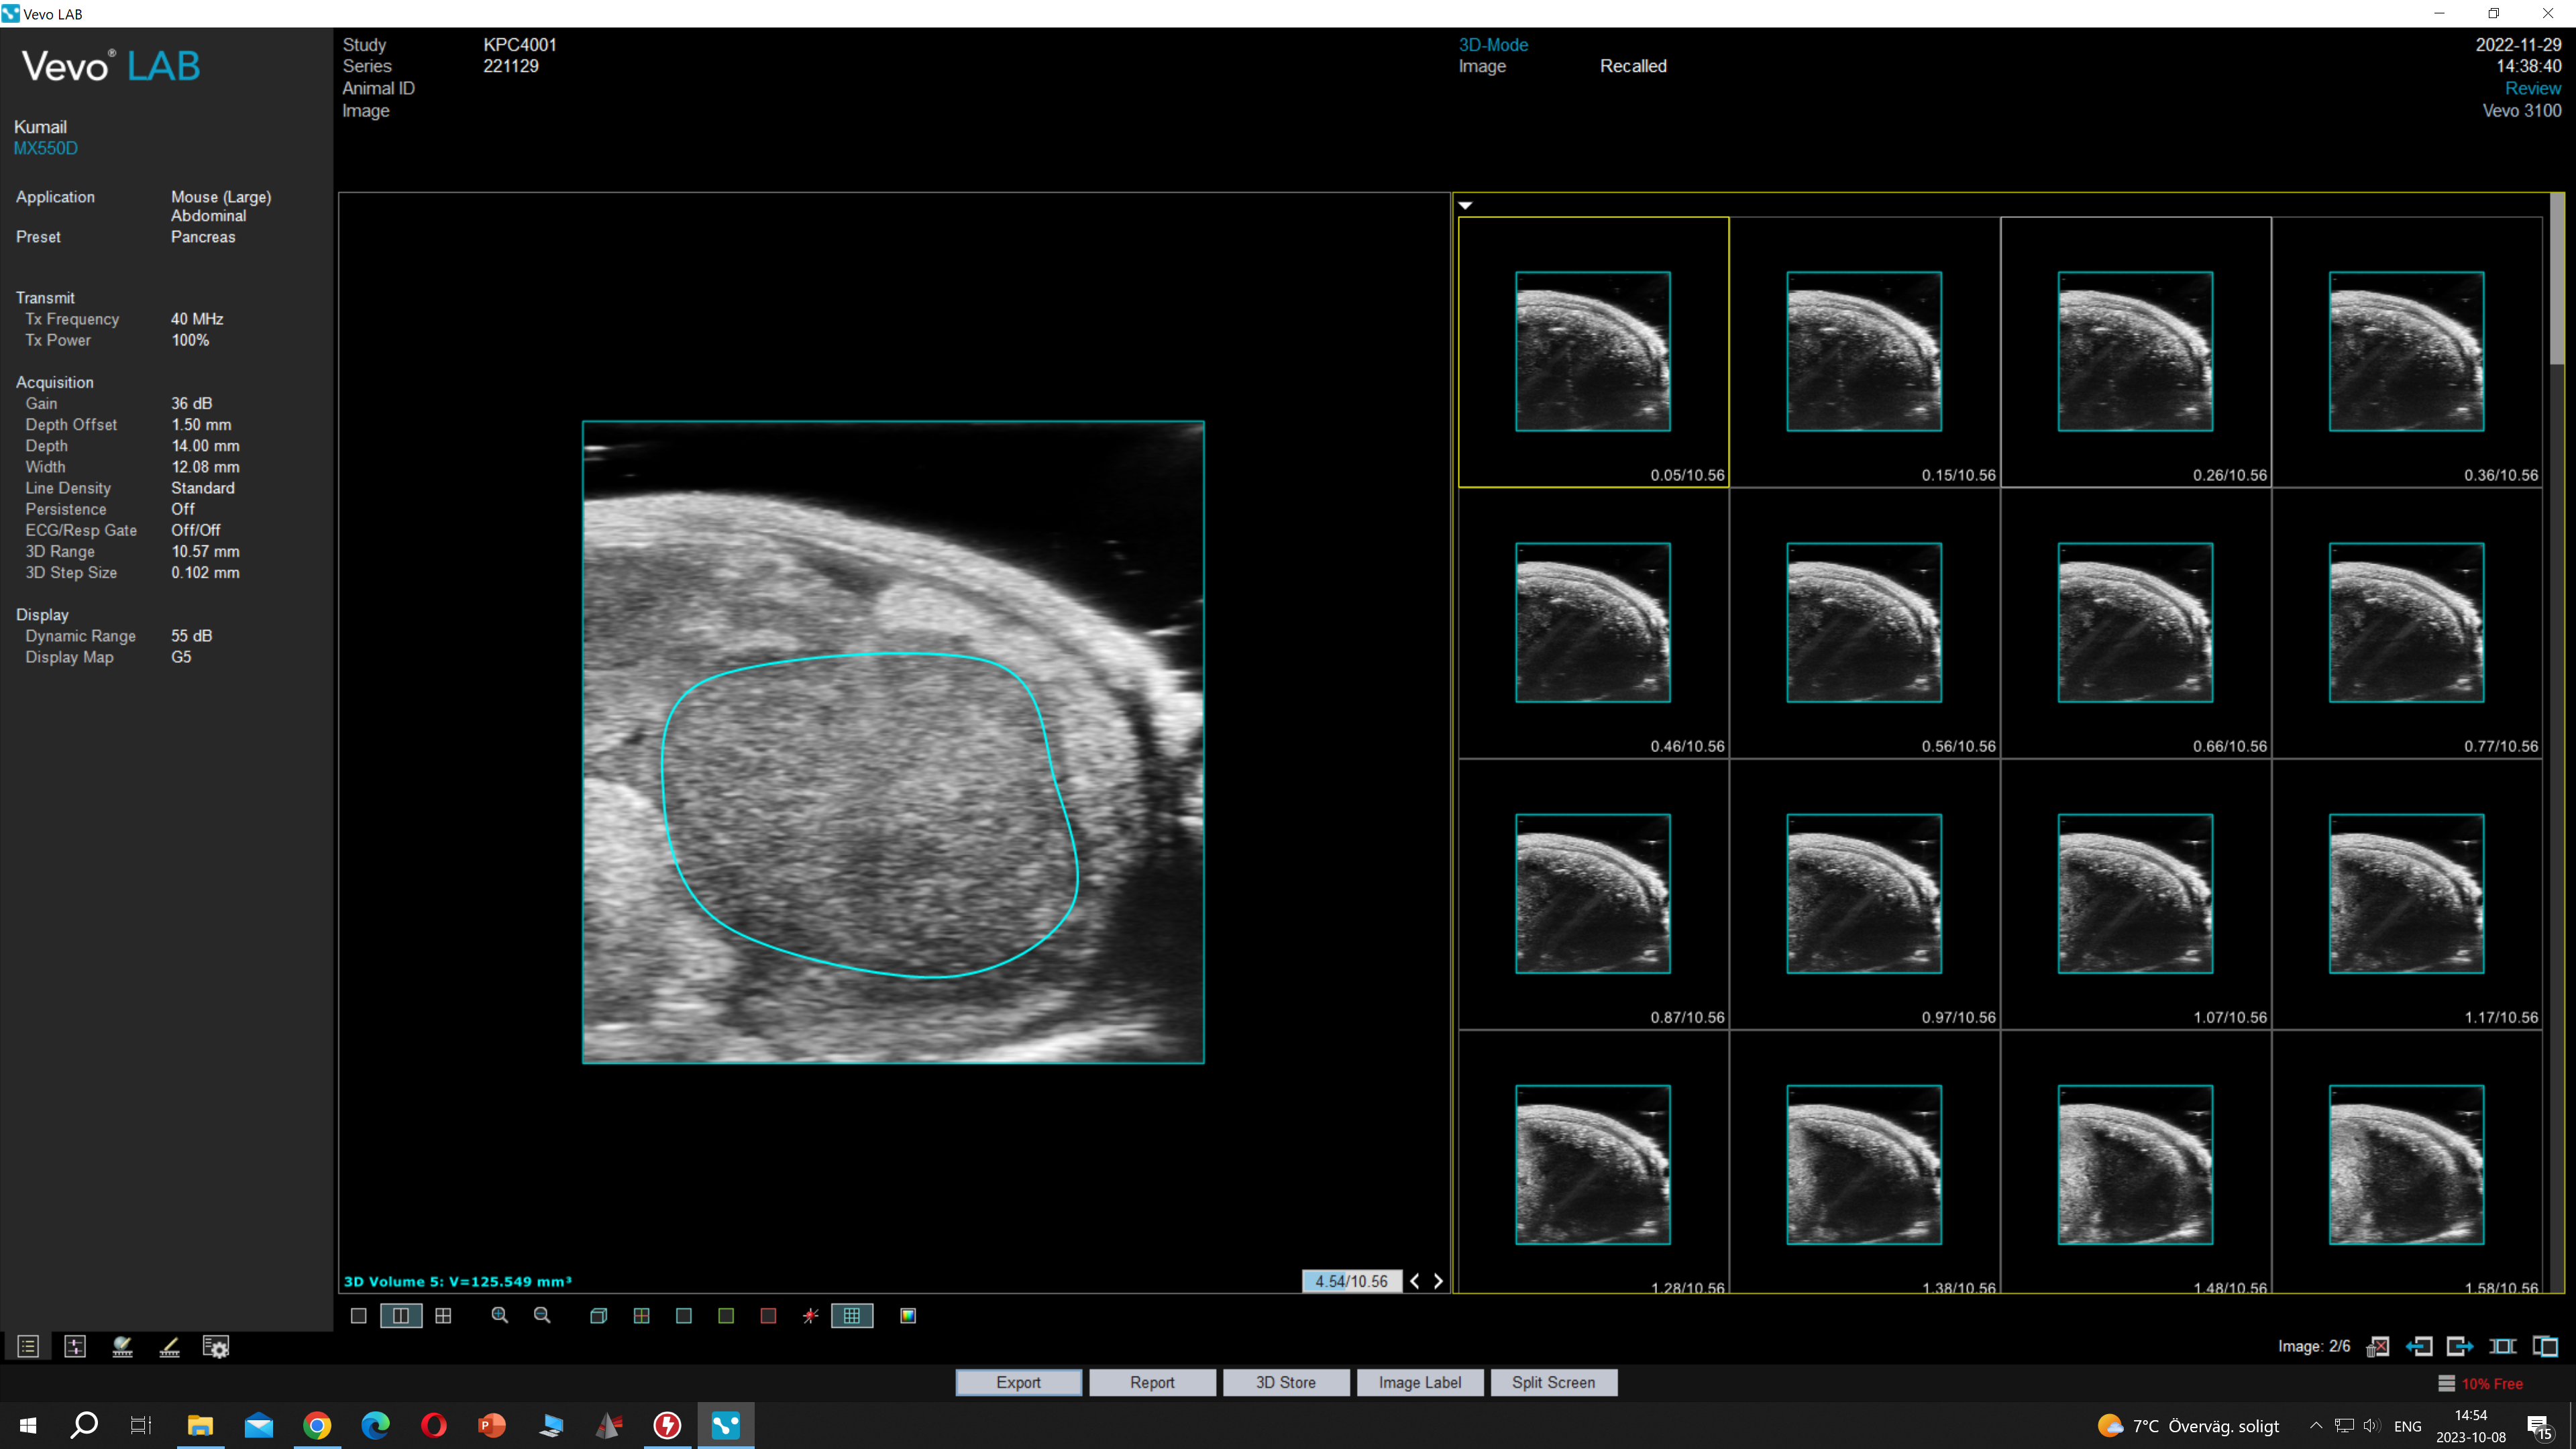 Vevo LAB
Vevo® LAB
Kumail
MX550D
Application Mouse (Large)
Abdominal
Preset Pancreas
Transmit
Tx Frequency 40 MHz
Tx Power 100%
Acquisition
Gain 36 dB
Depth Offset 1.50 mm
Depth 14.00 mm
Width 12.08 mm
Line Density Standard
Persistence Off
ECG/Resp Gate Off/Off
3D Range 10.57 mm
3D Step Size 0.102 mm
Display
Dynamic Range 55 dB
Display Map G5
Study KPC4001
Series 221129
Animal ID
Image
3D-Mode
Image Recalled
2022-11-29
14:38:40
Review
Vevo 3100
0.05/10.56 0.15/10.56 0.26/10.56 0.36/10.56
0.46/10.56 0.56/10.56 0.66/10.56 0.77/10.56
0.87/10.56 0.97/10.56 1.07/10.56 1.17/10.56
1.28/10.56 1.38/10.56 1.48/10.56 1.58/10.56
3D Volume 5: V=125.549 mm³
4.54/10.56
Image: 2/6
Export Report 3D Store Image Label Split Screen
10% Free
7°C Överväg. soligt
ENG
14:54
2023-10-08
15